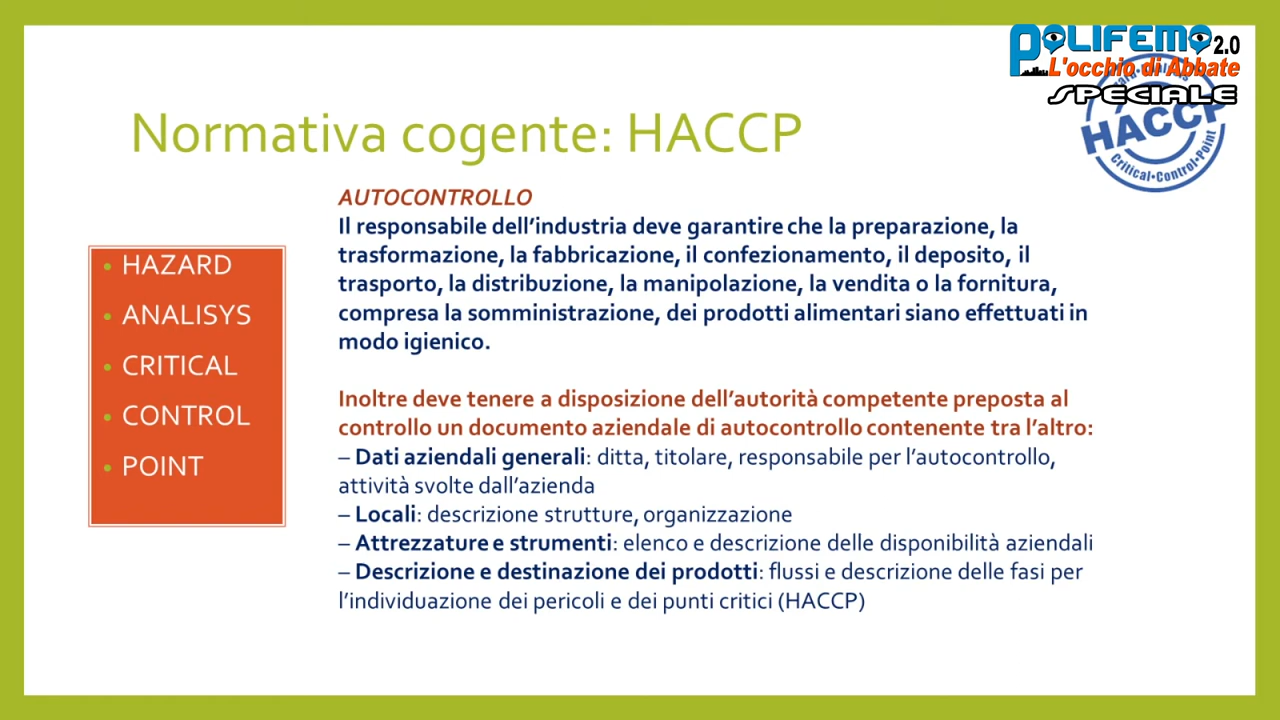 POLIFEMO 2.0
L'occhio di Abbate
SPECIALE
HACCP
Critical•Control•Point
Normativa cogente: HACCP
• HAZARD
• ANALISYS
• CRITICAL
• CONTROL
• POINT
AUTOCONTROLLO
Il responsabile dell'industria deve garantire che la preparazione, la
trasformazione, la fabbricazione, il confezionamento, il deposito, il
trasporto, la distribuzione, la manipolazione, la vendita o la fornitura,
compresa la somministrazione, dei prodotti alimentari siano effettuati in
modo igienico.
Inoltre deve tenere a disposizione dell'autorità competente preposta al
controllo un documento aziendale di autocontrollo contenente tra l'altro:
– Dati aziendali generali: ditta, titolare, responsabile per l'autocontrollo,
attività svolte dall'azienda
– Locali: descrizione strutture, organizzazione
– Attrezzature e strumenti: elenco e descrizione delle disponibilità aziendali
– Descrizione e destinazione dei prodotti: flussi e descrizione delle fasi per
l'individuazione dei pericoli e dei punti critici (HACCP)